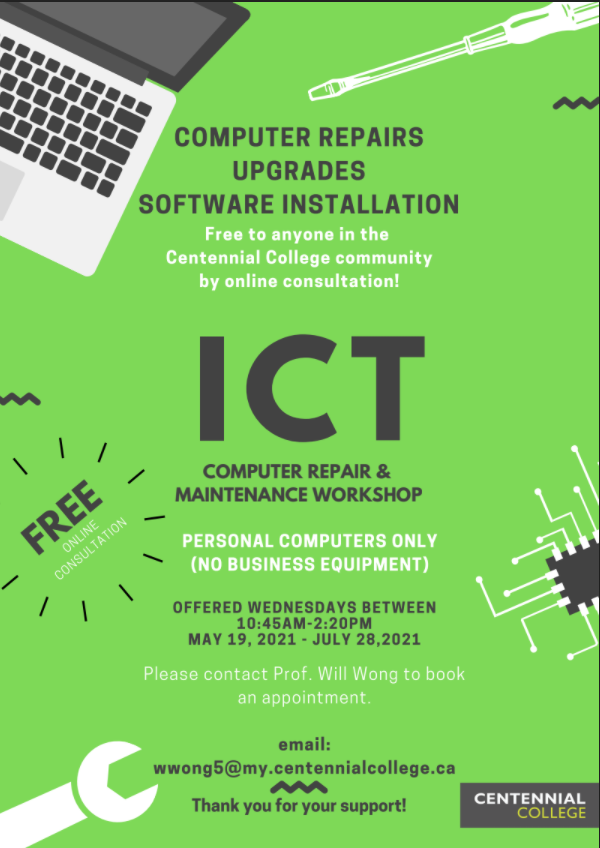 COMPUTER REPAIRS
UPGRADES
SOFTWARE INSTALLATION
Free to anyone in the
Centennial College community
by online consultation!
ICT
COMPUTER REPAIR &
MAINTENANCE WORKSHOP
FREE
ONLINE
CONSULTATION
PERSONAL COMPUTERS ONLY
(NO BUSINESS EQUIPMENT)
OFFERED WEDNESDAYS BETWEEN
10:45AM-2:20PM
MAY 19, 2021 - JULY 28,2021
Please contact Prof. Will Wong to book
an appointment.
email:
wwong5@my.centennialcollege.ca
Thank you for your support!
CENTENNIAL
COLLEGE